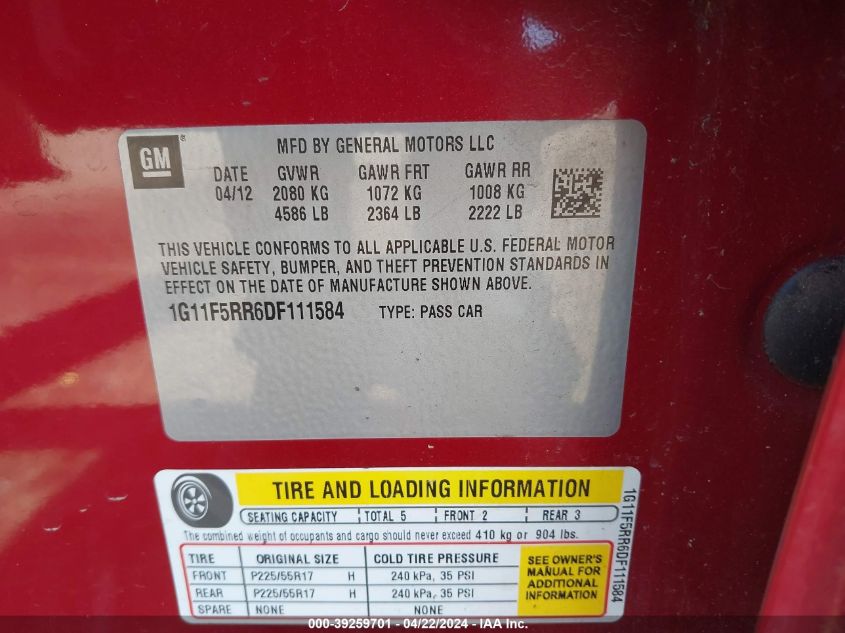 GM ®
MFD BY GENERAL MOTORS LLC
DATE GVWR GAWR FRT GAWR RR
04/12 2080 KG 1072 KG 1008 KG
4586 LB 2364 LB 2222 LB
THIS VEHICLE CONFORMS TO ALL APPLICABLE U.S. FEDERAL MOTOR
VEHICLE SAFETY, BUMPER, AND THEFT PREVENTION STANDARDS IN
EFFECT ON THE DATE OF MANUFACTURE SHOWN ABOVE.
1G11F5RR6DF111584 TYPE: PASS CAR
TIRE AND LOADING INFORMATION
SEATING CAPACITY TOTAL 5 FRONT 2 REAR 3
The combined weight of occupants and cargo should never exceed 410 kg or 904 lbs.
TIRE ORIGINAL SIZE COLD TIRE PRESSURE
FRONT P225/55R17 H 240 kPa, 35 PSI
REAR P225/55R17 H 240 kPa, 35 PSI
SPARE NONE NONE
SEE OWNER'S
MANUAL FOR
ADDITIONAL
INFORMATION
1G11F5RR6DF111584
000-39259701 - 04/22/2024 - IAA Inc.